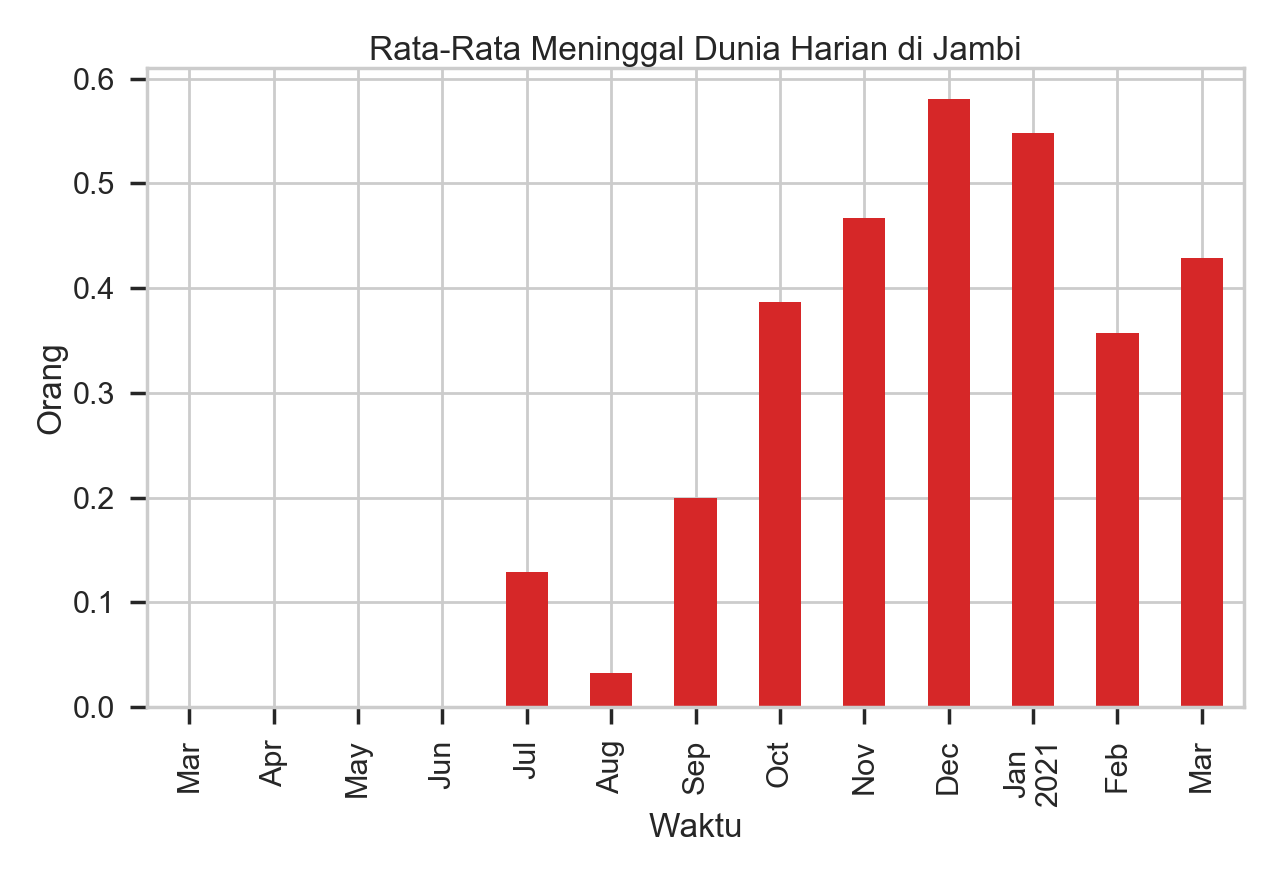 Rata-Rata Meninggal Dunia Harian di Jambi
0.6
0.5
0.4
0.3
0.2
0.1
0.0
Orang
Mar
Apr
May
Jun
Jul
Aug
Sep
Oct
Nov
Dec
Jan
2021
Feb
Mar
Waktu